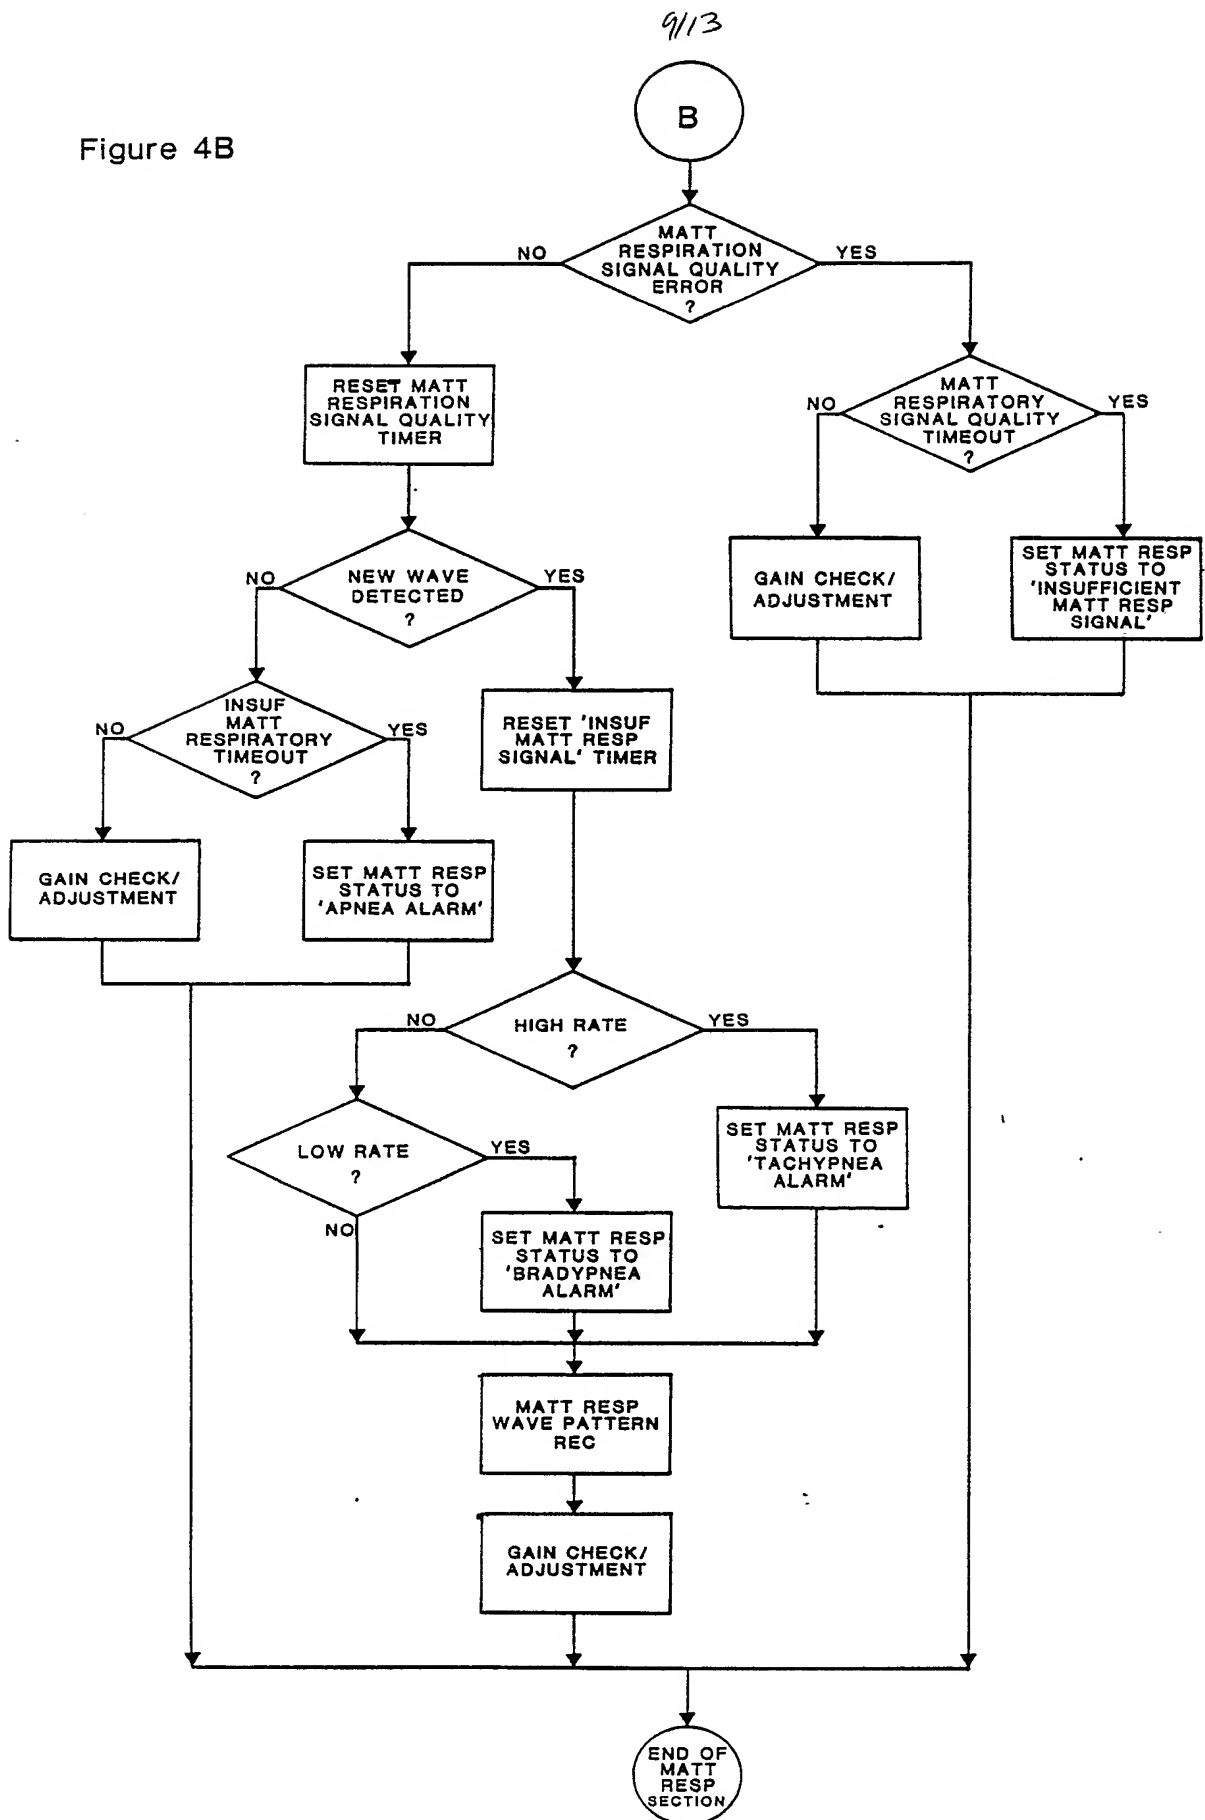 9/13
B
Figure 4B
MATT
RESPIRATION
SIGNAL QUALITY
ERROR
?
NO
YES
RESET MATT
RESPIRATION
SIGNAL QUALITY
TIMER
MATT
RESPIRATORY
SIGNAL QUALITY
TIMEOUT
?
NO
YES
GAIN CHECK/
ADJUSTMENT
SET MATT RESP
STATUS TO
'INSUFFICIENT
MATT RESP
SIGNAL'
NEW WAVE
DETECTED
?
NO
YES
INSUF
MATT
RESPIRATORY
TIMEOUT
?
NO
YES
RESET 'INSUF
MATT RESP
SIGNAL' TIMER
GAIN CHECK/
ADJUSTMENT
SET MATT RESP
STATUS TO
'APNEA ALARM'
HIGH RATE
?
NO
YES
LOW RATE
?
YES
NO
SET MATT RESP
STATUS TO
'TACHYPNEA
ALARM'
SET MATT RESP
STATUS TO
'BRADYPNEA
ALARM'
MATT RESP
WAVE PATTERN
REC
GAIN CHECK/
ADJUSTMENT
END OF
MATT
RESP
SECTION